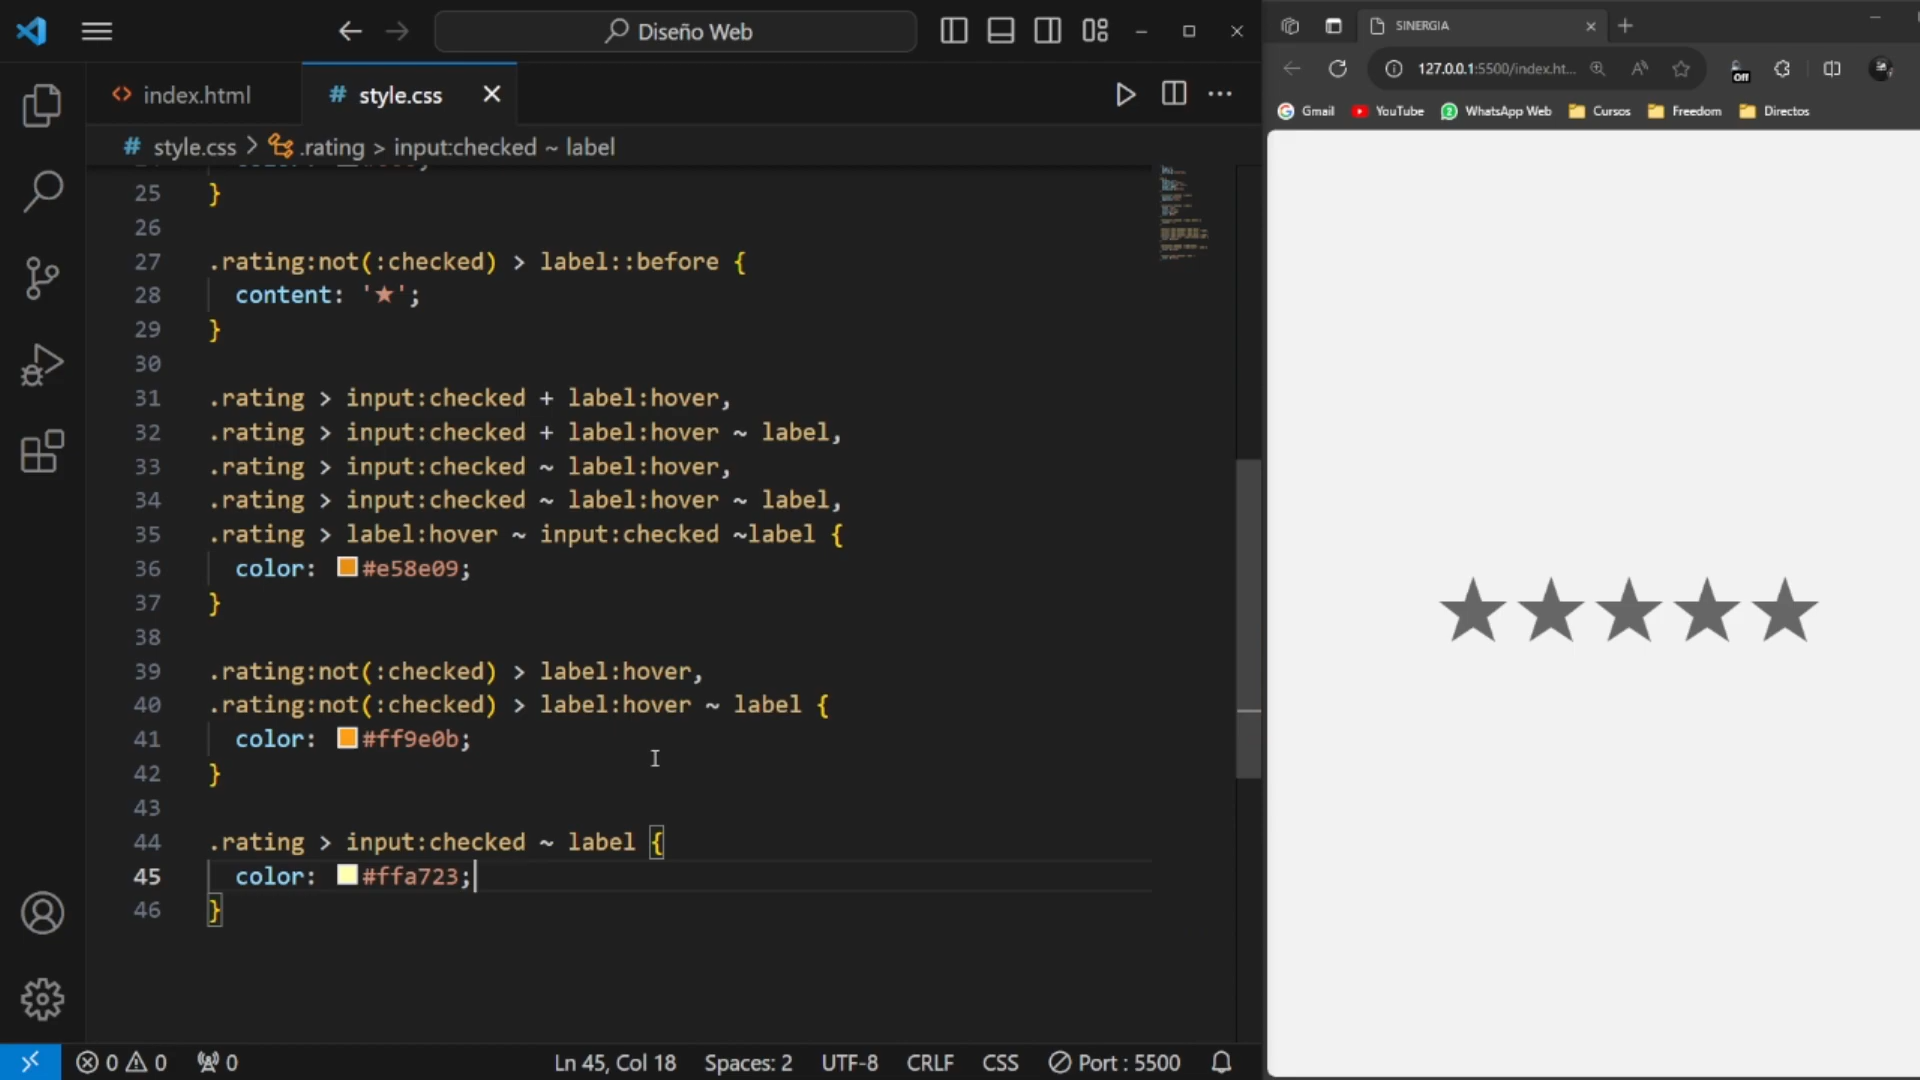 Diseño Web
index.html
# style.css
# style.css > .rating > input:checked ~ label
25 }
26
27 .rating:not(:checked) > label::before {
28 content: '★';
29 }
30
31 .rating > input:checked + label:hover,
32 .rating > input:checked + label:hover ~ label,
33 .rating > input:checked ~ label:hover,
34 .rating > input:checked ~ label:hover ~ label,
35 .rating > label:hover ~ input:checked ~label {
36 color: #e58e09;
37 }
38
39 .rating:not(:checked) > label:hover,
40 .rating:not(:checked) > label:hover ~ label {
41 color: #ff9e0b;
42 }
43
44 .rating > input:checked ~ label {
45 color: #ffa723;
46 }
0 0 0
Ln 45, Col 18 Spaces: 2 UTF-8 CRLF CSS Port : 5500
SINERGIA
127.0.0.1:5500/index.ht...
Off
Gmail YouTube WhatsApp Web Cursos Freedom Directos
★★★★★